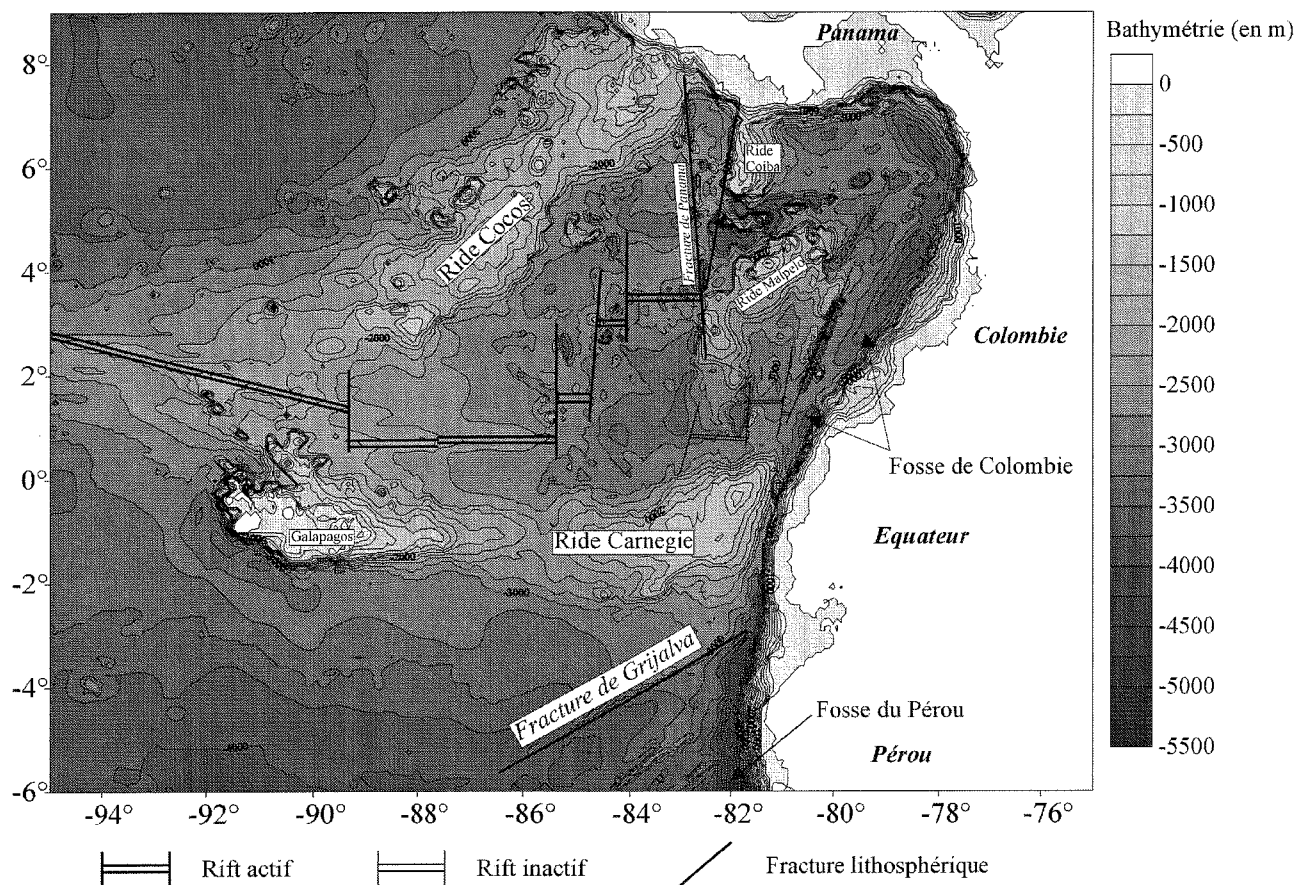 Panama
Bathymétrie (en m)
8°
6°
4°
2°
0°
-2°
-4°
-6°
-94°
-92°
-90°
-88°
-86°
-84°
-82°
-80°
-78°
-76°
Ride Cocos
Fracture de Panama
Ride
Coiba
Ride Malpelo
Colombie
Fosse de Colombie
Galapagos
Ride Carnegie
Equateur
Fracture de Grijalva
Fosse du Pérou
Pérou
-2000
-2000
-3000
0
-500
-1000
-1500
-2000
-2500
-3000
-3500
-4000
-4500
-5000
-5500
Rift actif
Rift inactif
Fracture lithosphérique